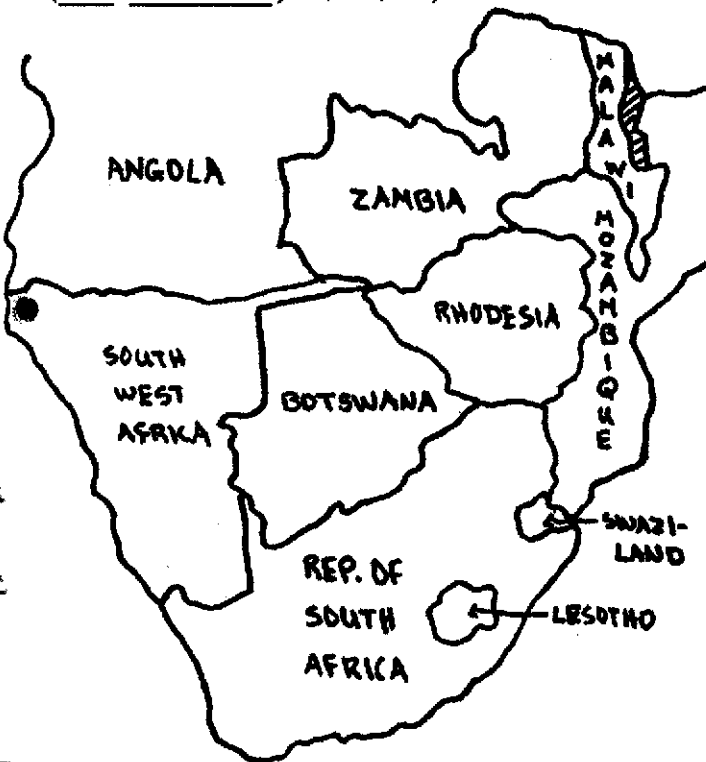 MALAWI
ANGOLA
ZAMBIA
MOZAMBIQUE
RHODESIA
SOUTH
WEST
AFRICA
BOTSWANA
SWAZI-
LAND
REP. OF
SOUTH
AFRICA
LESOTHO